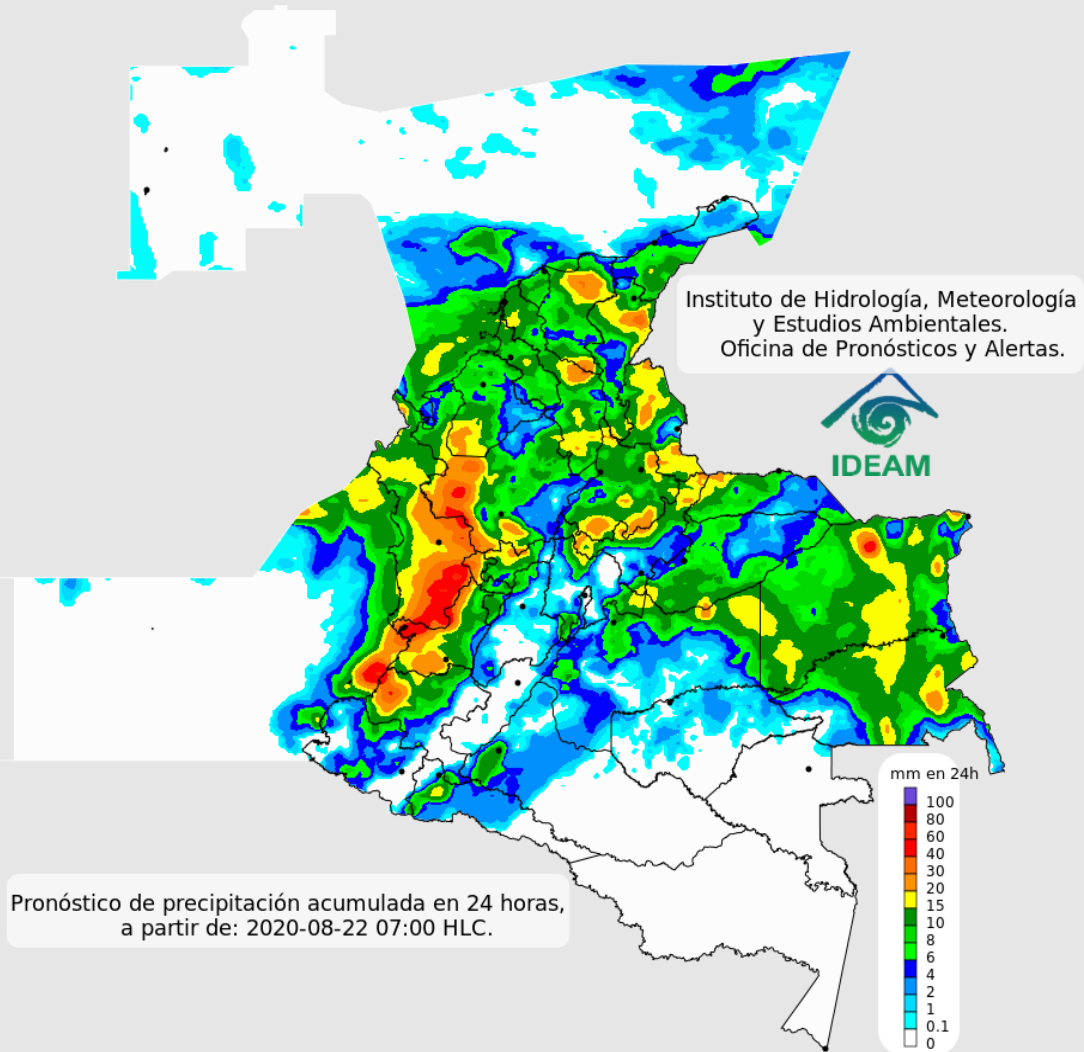 Instituto de Hidrología, Meteorología
y Estudios Ambientales.
Oficina de Pronósticos y Alertas.
IDEAM
mm en 24h
100
80
60
40
30
20
15
10
8
6
4
2
1
0.1
0
Pronóstico de precipitación acumulada en 24 horas,
a partir de: 2020-08-22 07:00 HLC.